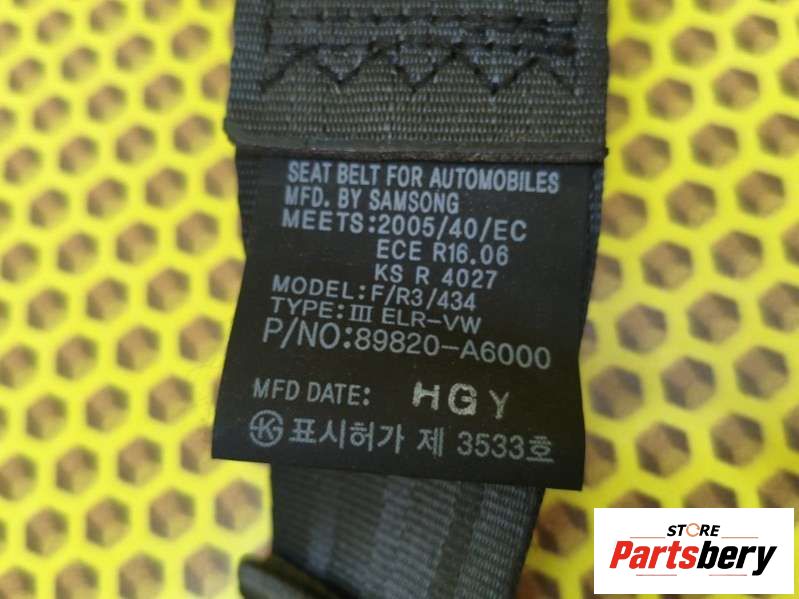 SEAT BELT FOR AUTOMOBILES
MFD. BY SAMSONG
MEETS:2005/40/EC
ECE R16.06
KS R 4027
MODEL:F/R3/434
TYPE:Ⅲ ELR-VW
P/NO:89820-A6000
MFD DATE: HGY
표시허가 제 3533호
STORE
Partsbery